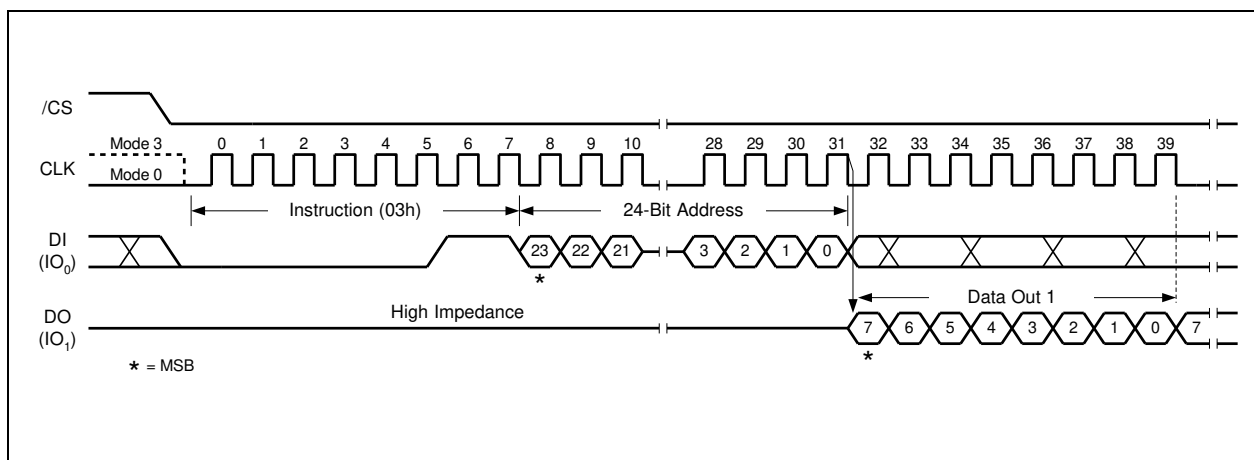 /CS
Mode 3 0 1 2 3 4 5 6 7 8 9 10 28 29 30 31 32 33 34 35 36 37 38 39
CLK Mode 0
Instruction (03h) 24-Bit Address
DI
(IO₀) 23 22 21 3 2 1 0
*
High Impedance Data Out 1
DO
(IO₁) 7 6 5 4 3 2 1 0 7
*
* = MSB